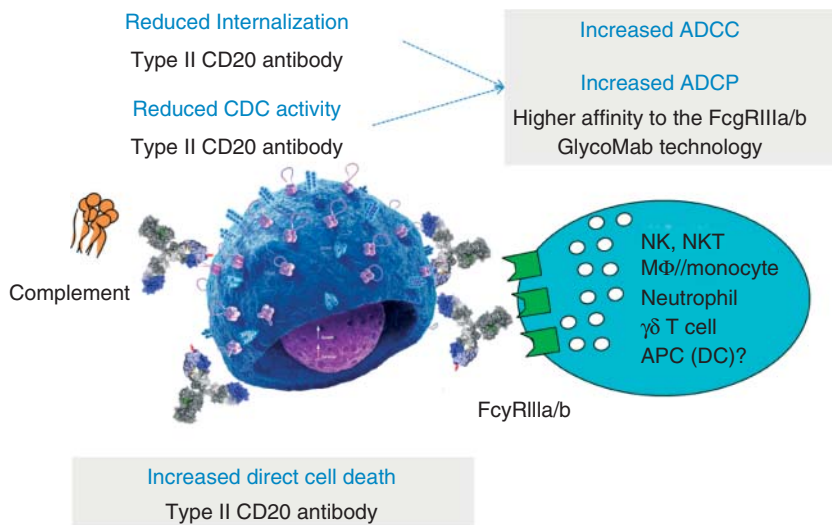 Reduced Internalization
Type II CD20 antibody
Reduced CDC activity
Type II CD20 antibody
Increased ADCC
Increased ADCP
Higher affinity to the FcgRIIIa/b
GlycoMab technology
Complement
NK, NKT
MΦ//monocyte
Neutrophil
γδ T cell
APC (DC)?
FcyRIIIa/b
Increased direct cell death
Type II CD20 antibody